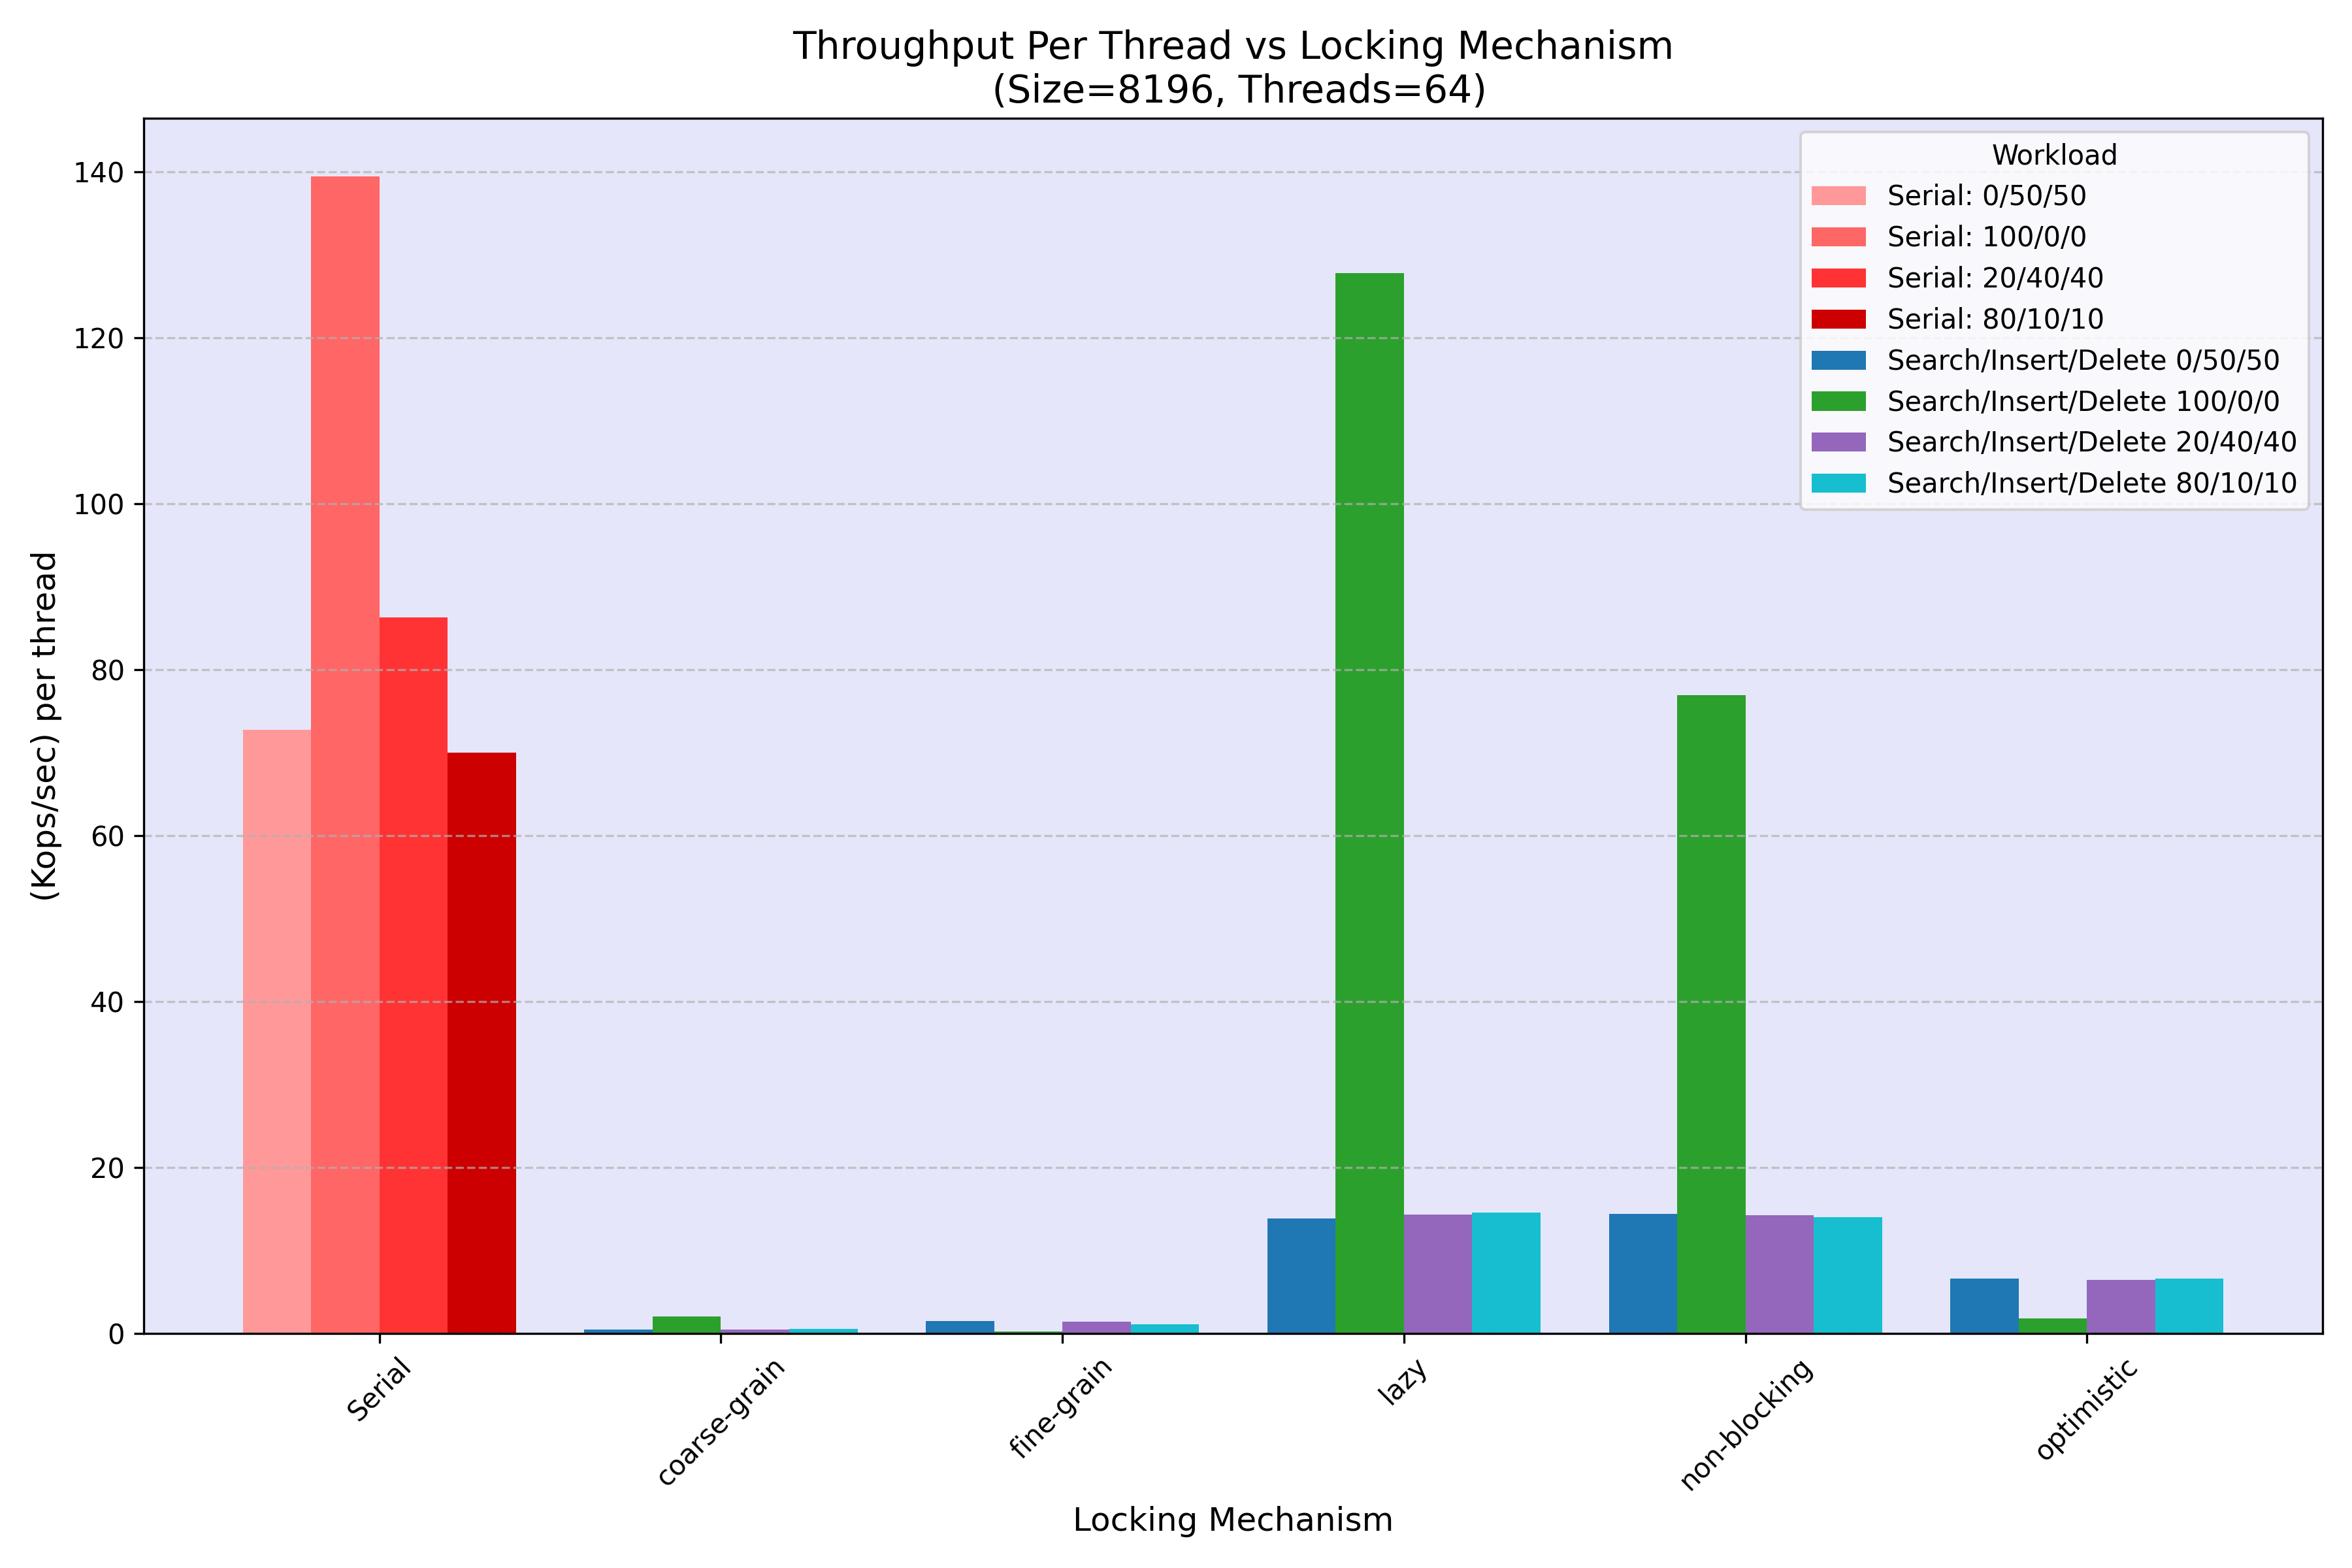 Throughput Per Thread vs Locking Mechanism
(Size=8196, Threads=64)
(Kops/sec) per thread
140
120
100
80
60
40
20
0
Workload
Serial: 0/50/50
Serial: 100/0/0
Serial: 20/40/40
Serial: 80/10/10
Search/Insert/Delete 0/50/50
Search/Insert/Delete 100/0/0
Search/Insert/Delete 20/40/40
Search/Insert/Delete 80/10/10
Serial
coarse-grain
fine-grain
lazy
non-blocking
optimistic
Locking Mechanism